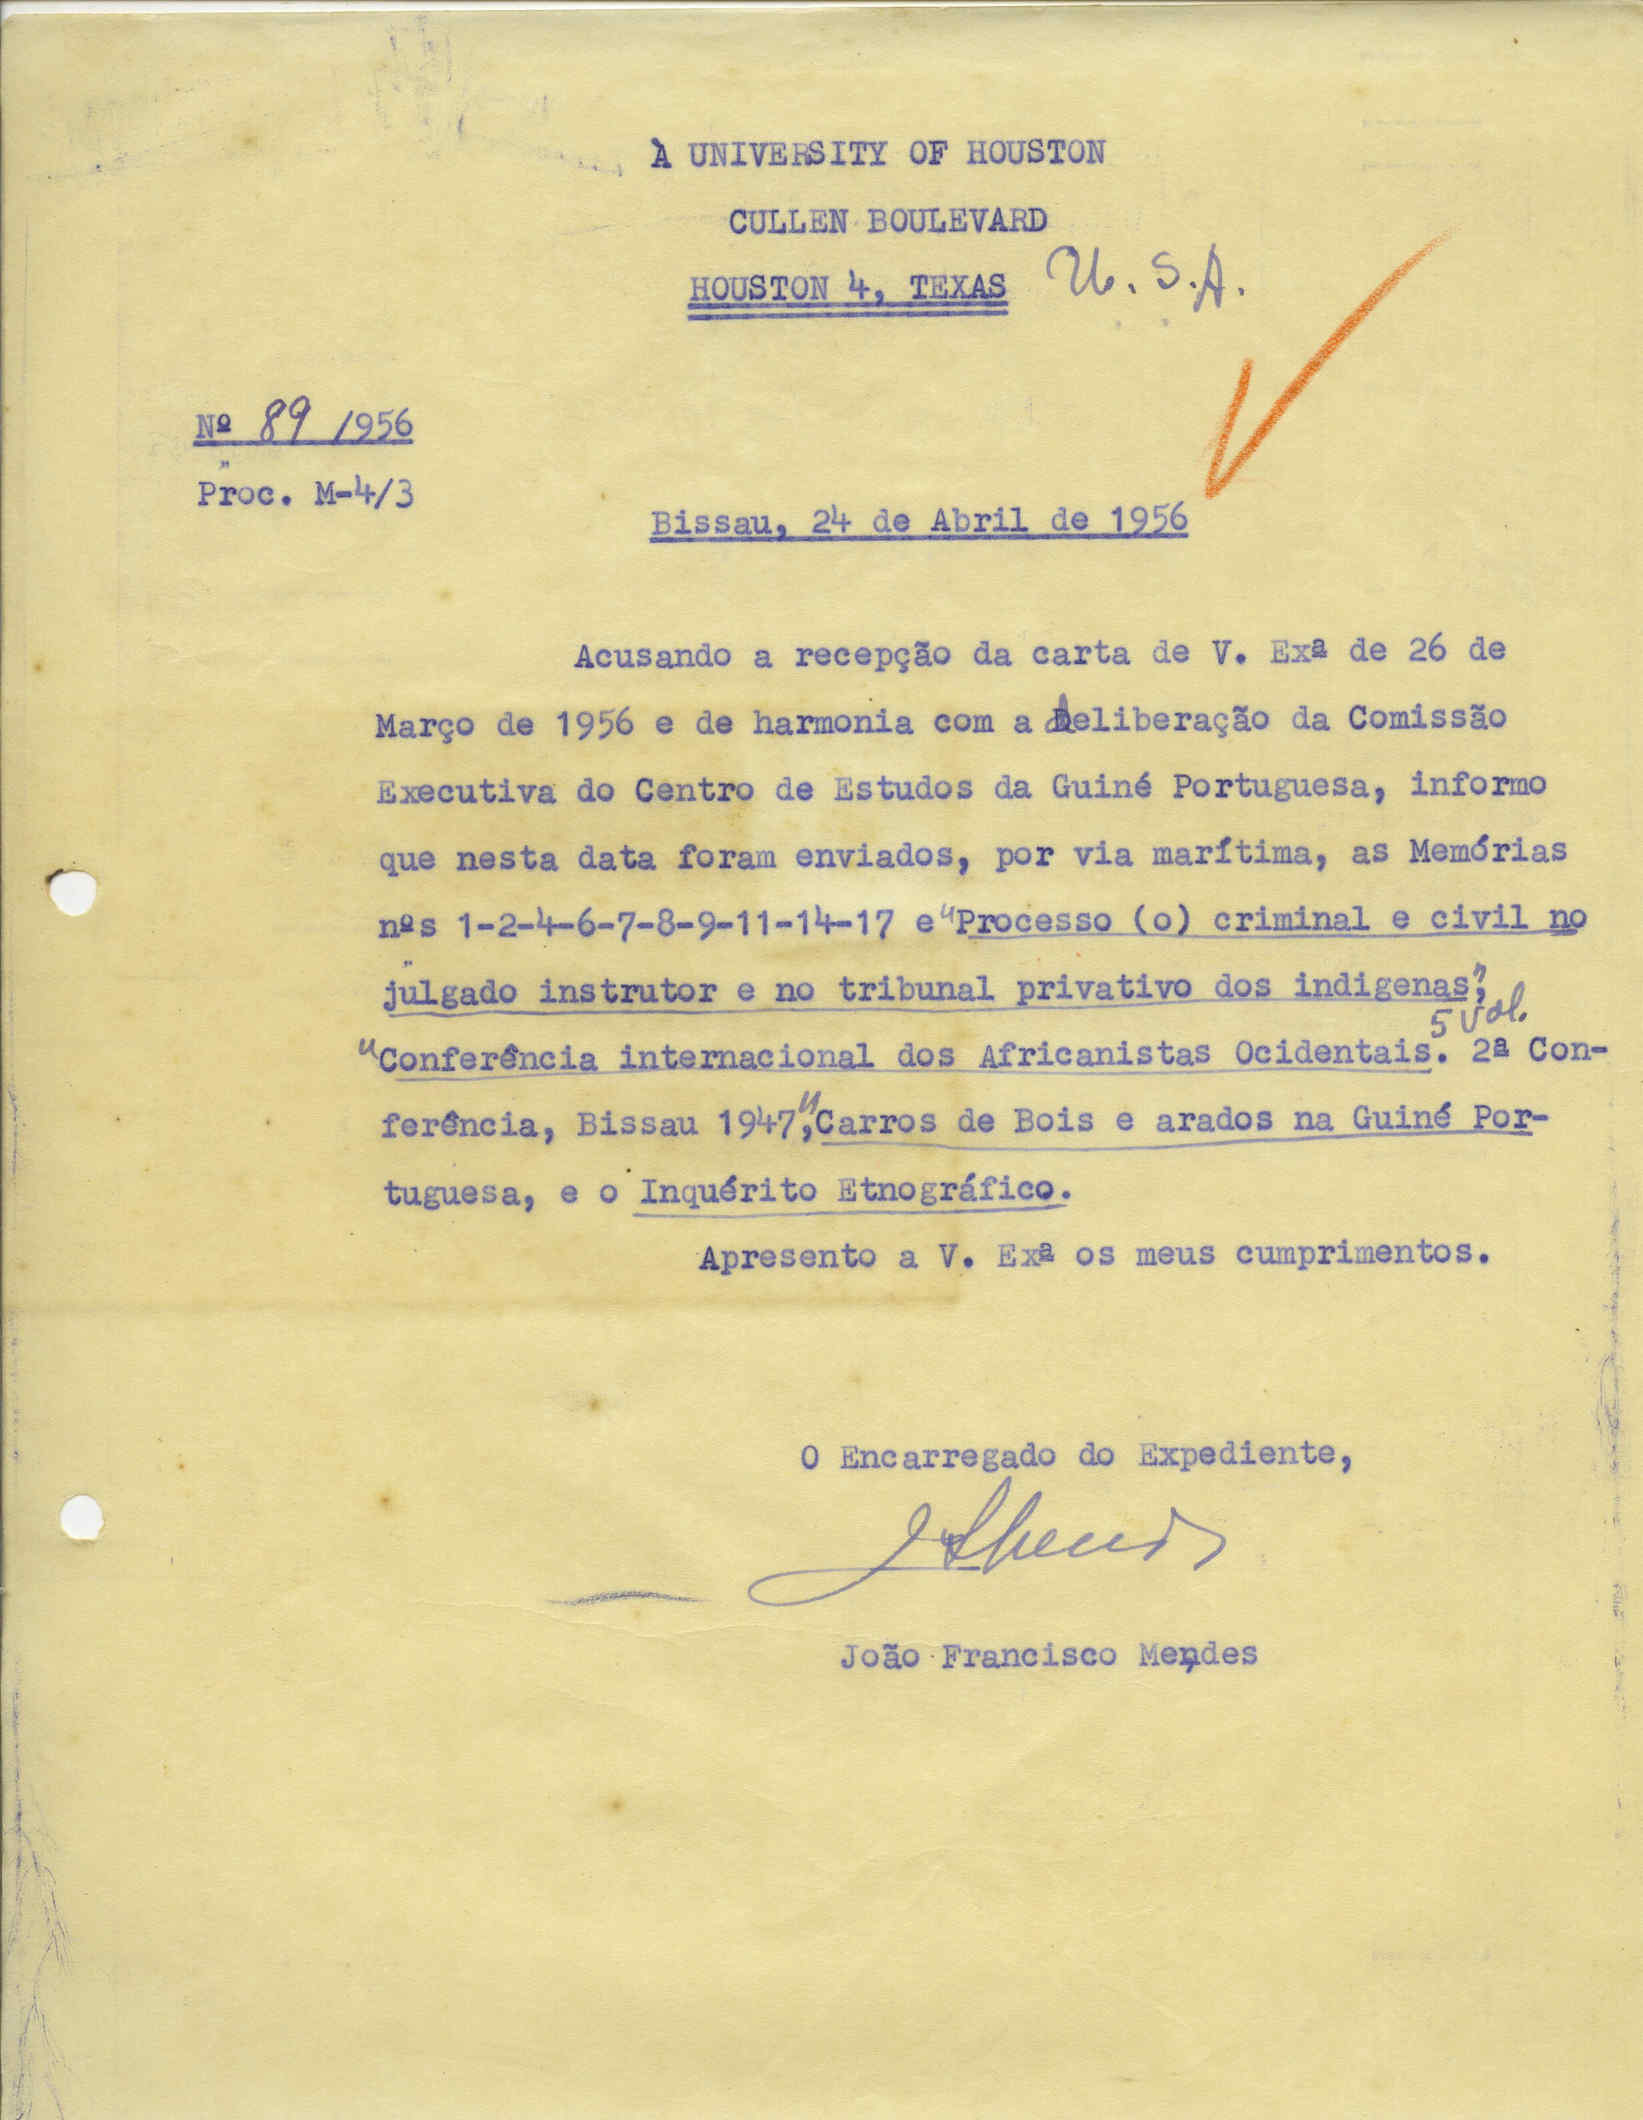 À UNIVERSITY OF HOUSTON
CULLEN BOULEVARD
HOUSTON 4, TEXAS U.S.A.
Nº 89 /1956
Proc. M-4/3
Bissau, 24 de Abril de 1956
Acusando a recepção da carta de V. Exª de 26 de
Março de 1956 e de harmonia com a deliberação da Comissão
Executiva do Centro de Estudos da Guiné Portuguesa, informo
que nesta data foram enviados, por via marítima, as Memórias
nºs 1-2-4-6-7-8-9-11-14-17 e "Processo (o) criminal e civil no
julgado instrutor e no tribunal privativo dos indigenas",
5 vol.
"Conferência internacional dos Africanistas Ocidentais. 2ª Con-
ferência, Bissau 1947", Carros de Bois e arados na Guiné Por-
tuguesa, e o Inquérito Etnográfico.
Apresento a V. Exª os meus cumprimentos.
O Encarregado do Expediente,
João Francisco Mendes